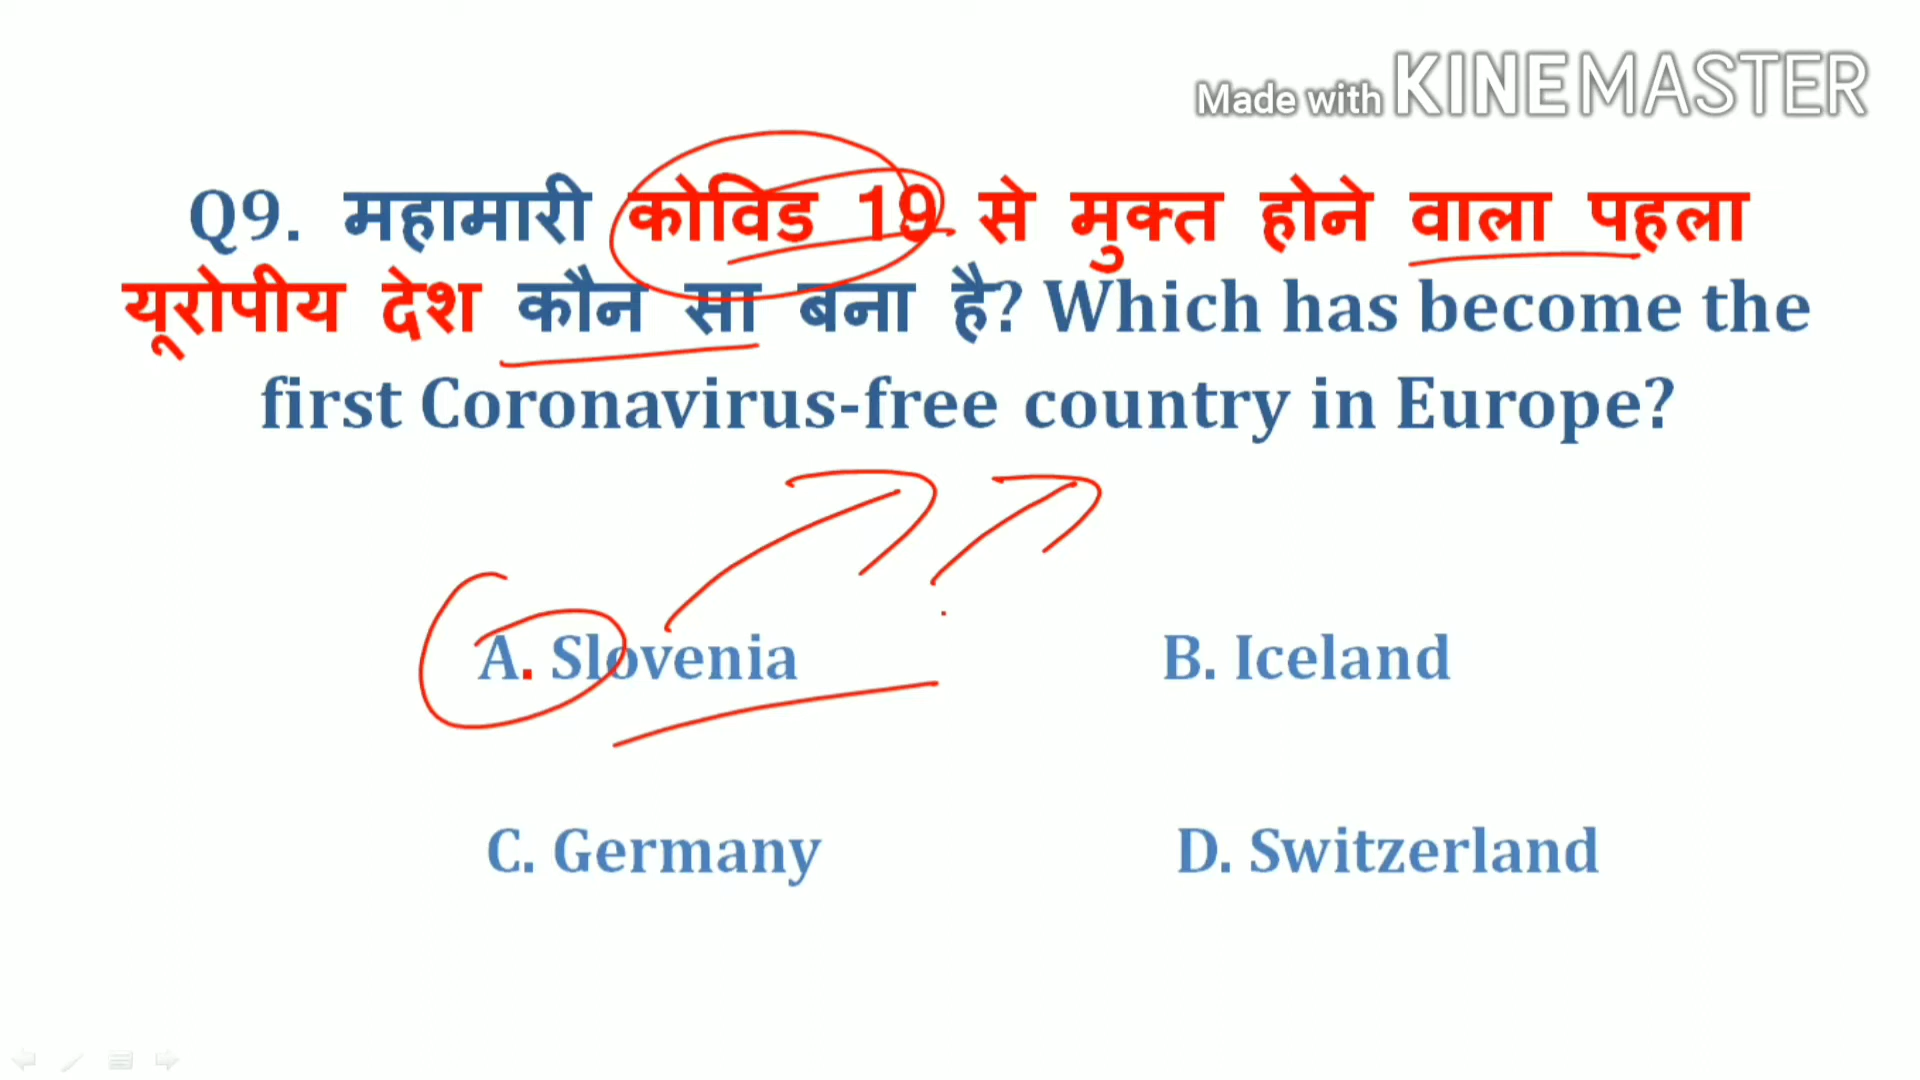 Made with KINEMASTER
Q9. महामारी कोविड 19 से मुक्त होने वाला पहला
यूरोपीय देश कौन सा बना है? Which has become the
first Coronavirus-free country in Europe?
A. Slovenia B. Iceland
C. Germany D. Switzerland